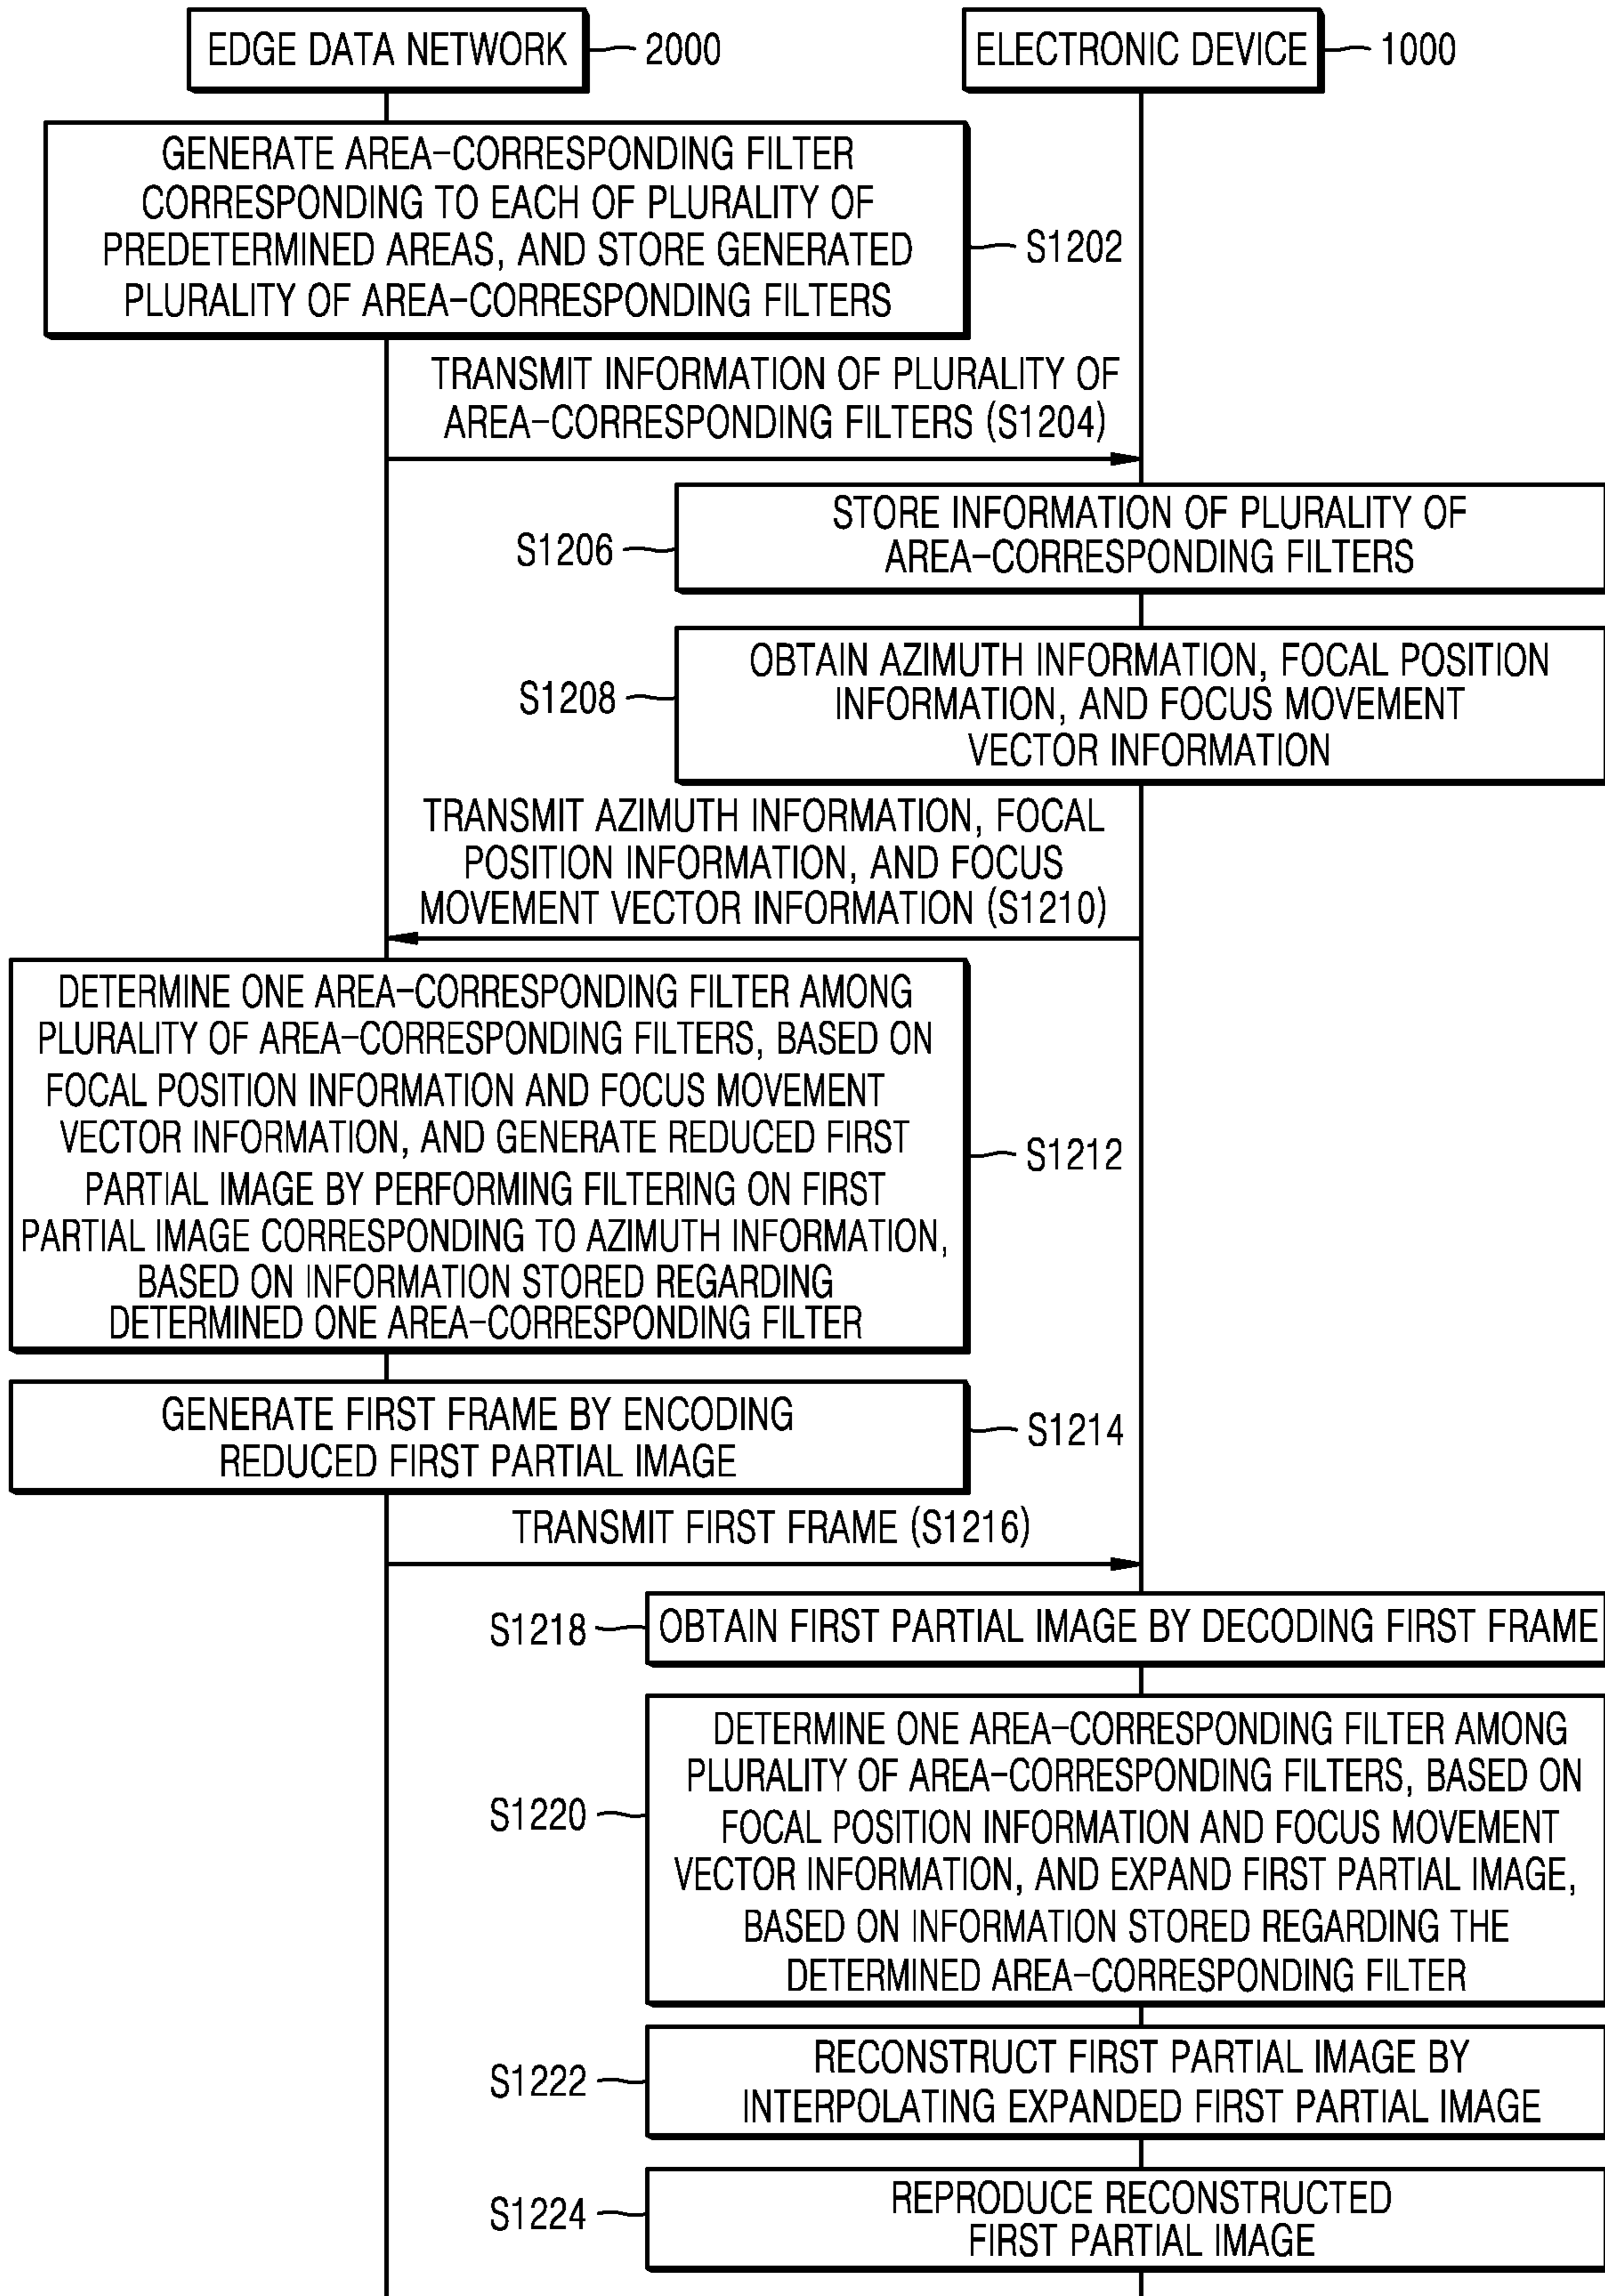 EDGE DATA NETWORK
2000
ELECTRONIC DEVICE
1000
GENERATE AREA-CORRESPONDING FILTER
CORRESPONDING TO EACH OF PLURALITY OF
PREDETERMINED AREAS, AND STORE GENERATED
PLURALITY OF AREA-CORRESPONDING FILTERS
S1202
TRANSMIT INFORMATION OF PLURALITY OF
AREA-CORRESPONDING FILTERS (S1204)
S1206
STORE INFORMATION OF PLURALITY OF
AREA-CORRESPONDING FILTERS
S1208
OBTAIN AZIMUTH INFORMATION, FOCAL POSITION
INFORMATION, AND FOCUS MOVEMENT
VECTOR INFORMATION
TRANSMIT AZIMUTH INFORMATION, FOCAL
POSITION INFORMATION, AND FOCUS
MOVEMENT VECTOR INFORMATION (S1210)
DETERMINE ONE AREA-CORRESPONDING FILTER AMONG
PLURALITY OF AREA-CORRESPONDING FILTERS, BASED ON
FOCAL POSITION INFORMATION AND FOCUS MOVEMENT
VECTOR INFORMATION, AND GENERATE REDUCED FIRST
PARTIAL IMAGE BY PERFORMING FILTERING ON FIRST
PARTIAL IMAGE CORRESPONDING TO AZIMUTH INFORMATION,
BASED ON INFORMATION STORED REGARDING
DETERMINED ONE AREA-CORRESPONDING FILTER
S1212
GENERATE FIRST FRAME BY ENCODING
REDUCED FIRST PARTIAL IMAGE
S1214
TRANSMIT FIRST FRAME (S1216)
S1218
OBTAIN FIRST PARTIAL IMAGE BY DECODING FIRST FRAME
S1220
DETERMINE ONE AREA-CORRESPONDING FILTER AMONG
PLURALITY OF AREA-CORRESPONDING FILTERS, BASED ON
FOCAL POSITION INFORMATION AND FOCUS MOVEMENT
VECTOR INFORMATION, AND EXPAND FIRST PARTIAL IMAGE,
BASED ON INFORMATION STORED REGARDING THE
DETERMINED AREA-CORRESPONDING FILTER
S1222
RECONSTRUCT FIRST PARTIAL IMAGE BY
INTERPOLATING EXPANDED FIRST PARTIAL IMAGE
S1224
REPRODUCE RECONSTRUCTED
FIRST PARTIAL IMAGE